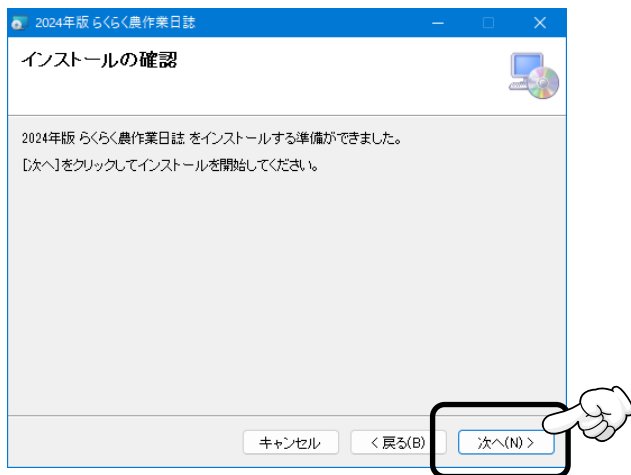 2024年版 らくらく農作業日誌
インストールの確認
2024年版 らくらく農作業日誌 をインストールする準備ができました。
[次へ]をクリックしてインストールを開始してください。
キャンセル
< 戻る(B)
次へ(N) >